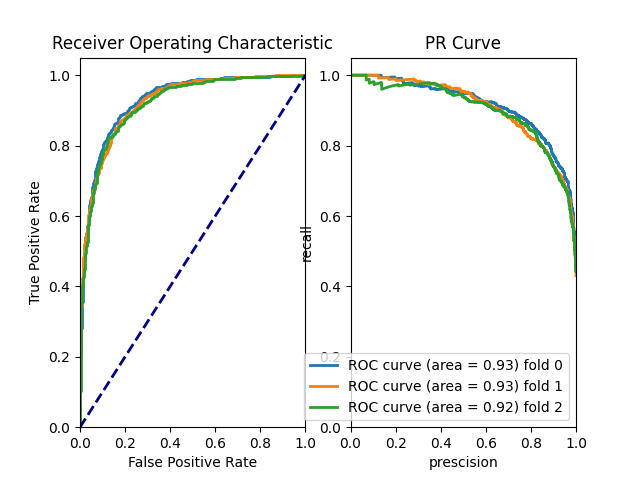 Receiver Operating Characteristic
1.0
0.8
0.6
0.4
0.2
0.0
True Positive Rate
0.0 0.2 0.4 0.6 0.8 1.0
False Positive Rate
PR Curve
1.0
0.8
0.6
0.4
0.2
0.0
recall
ROC curve (area = 0.93) fold 0
ROC curve (area = 0.93) fold 1
ROC curve (area = 0.92) fold 2
0.0 0.2 0.4 0.6 0.8 1.0
prescision